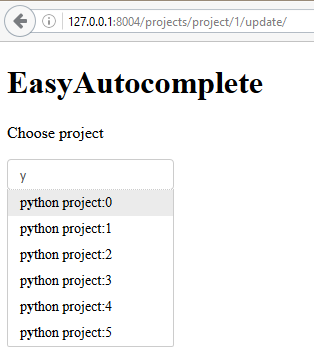 127.0.0.1:8004/projects/project/1/update/
EasyAutocomplete
Choose project
y
python project:0
python project:1
python project:2
python project:3
python project:4
python project:5